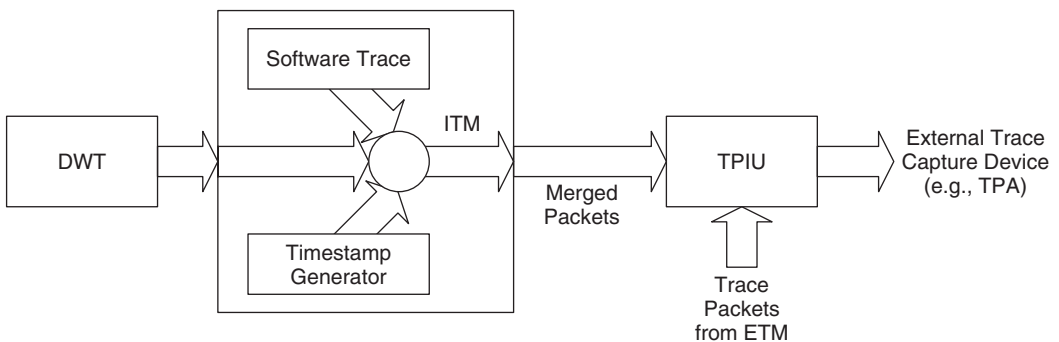 Software Trace
ITM
DWT
TPIU
External Trace
Capture Device
(e.g., TPA)
Merged
Packets
Timestamp
Generator
Trace
Packets
from ETM